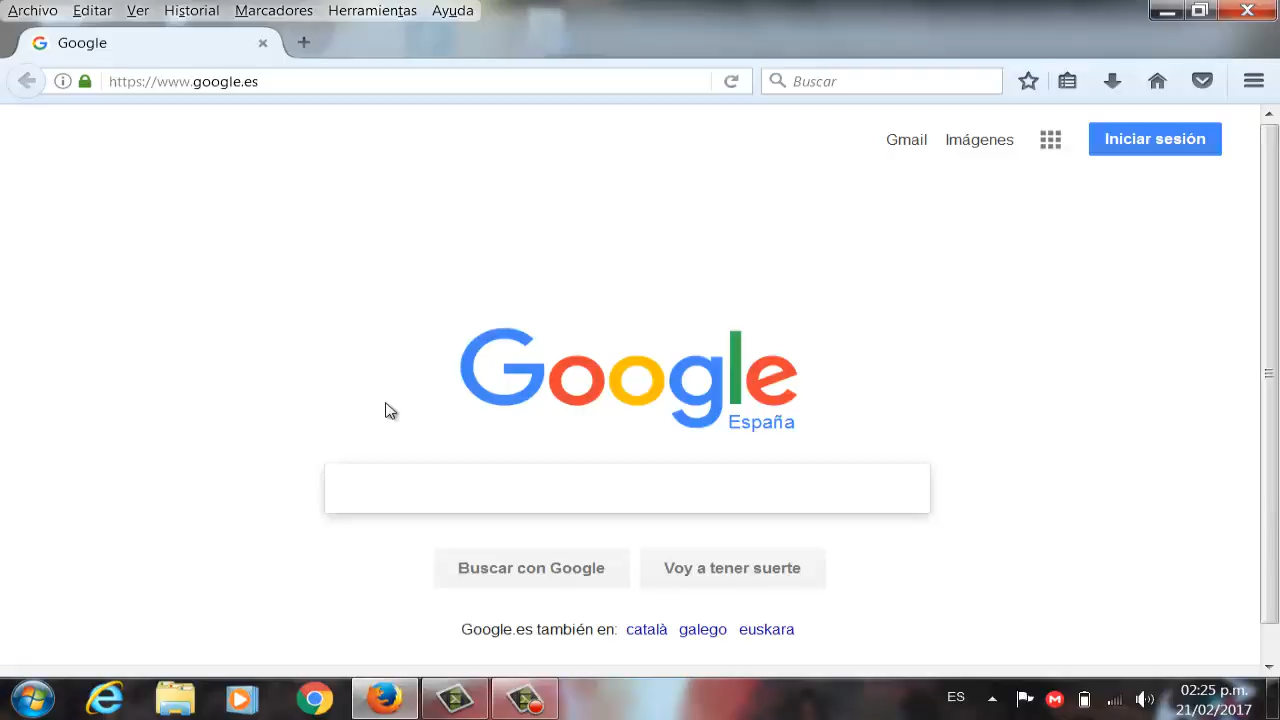 Archivo Editar Ver Historial Marcadores Herramientas Ayuda
Google
https://www.google.es
Buscar
Gmail Imágenes Iniciar sesión
Google
España
Buscar con Google Voy a tener suerte
Google.es también en: català galego euskara
ES
02:25 p.m.
21/02/2017